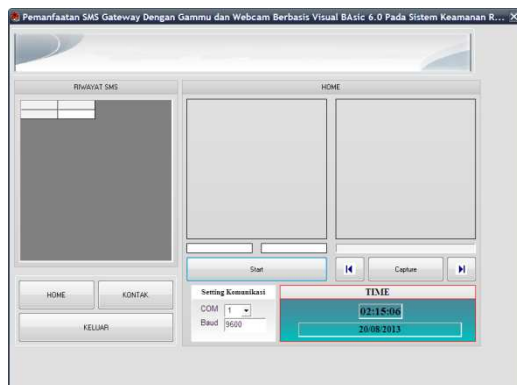 Pemanfaatan SMS Gateway Dengan Gammu dan Webcam Berbasis Visual BAsic 6.0 Pada Sistem Keamanan R...
RIWAYAT SMS
HOME
Start
Capture
HOME
KONTAK
KELUAR
Setting Komunikasi
COM 1
Baud 9600
TIME
02:15:06
20/08/2013